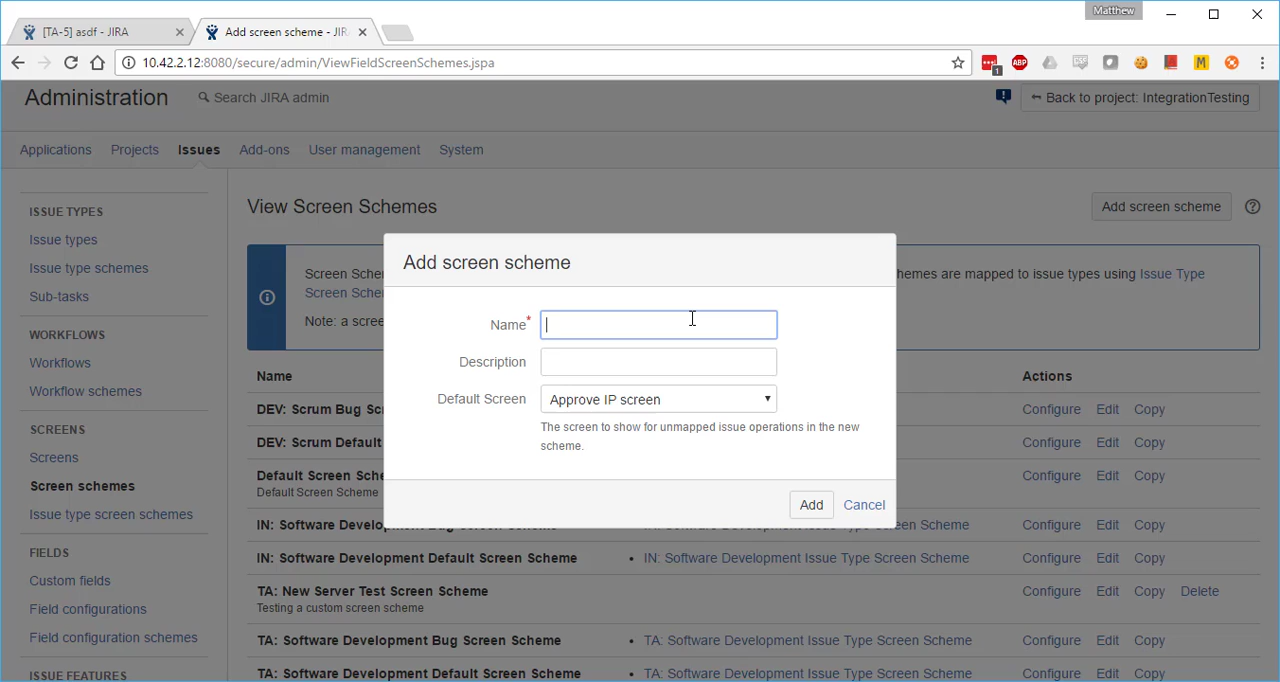 Matthew
[TA-5] asdf - JIRA
Add screen scheme - JIR
10.42.2.12:8080/secure/admin/ViewFieldScreenSchemes.jspa
1
ABP
CSS
M
Administration
Search JIRA admin
Back to project: IntegrationTesting
Applications Projects Issues Add-ons User management System
ISSUE TYPES
Issue types
Issue type schemes
Sub-tasks
WORKFLOWS
Workflows
Workflow schemes
SCREENS
Screens
Screen schemes
Issue type screen schemes
FIELDS
Custom fields
Field configurations
Field configuration schemes
ISSUE FEATURES
View Screen Schemes
Add screen scheme
Screen Sche
hemes are mapped to issue types using Issue Type
Screen Sche
Note: a scree
Name Actions
DEV: Scrum Bug Sc Configure Edit Copy
DEV: Scrum Default Configure Edit Copy
Default Screen Sche Configure Edit Copy
Default Screen Scheme
IN: Software Development Bug Screen Scheme • IN: Software Development Issue Type Screen Scheme Configure Edit Copy
IN: Software Development Default Screen Scheme • IN: Software Development Issue Type Screen Scheme Configure Edit Copy
TA: New Server Test Screen Scheme Configure Edit Copy Delete
Testing a custom screen scheme
TA: Software Development Bug Screen Scheme • TA: Software Development Issue Type Screen Scheme Configure Edit Copy
TA: Software Development Default Screen Scheme • TA: Software Development Issue Type Screen Scheme Configure Edit Copy
Add screen scheme
Name*
Description
Default Screen Approve IP screen
The screen to show for unmapped issue operations in the new
scheme.
Add Cancel